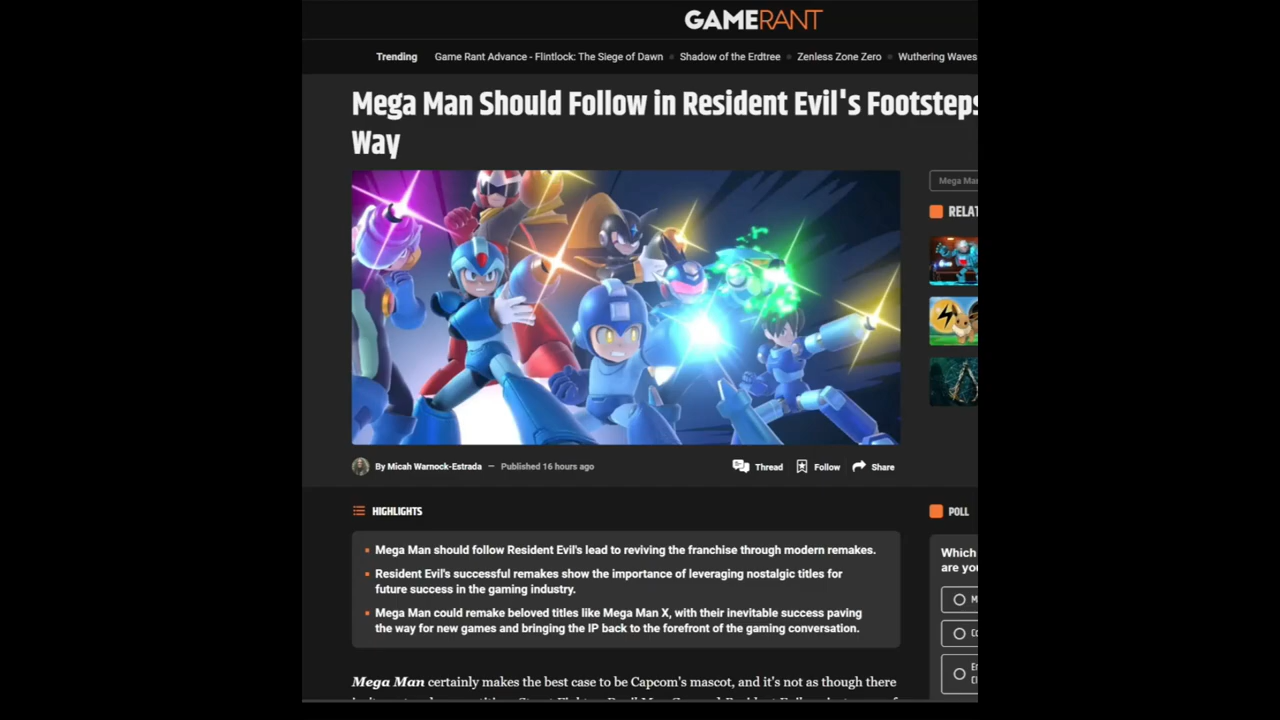 GAMERANT
Trending Game Rant Advance - Flintlock: The Siege of Dawn Shadow of the Erdtree Zenless Zone Zero Wuthering Waves
Mega Man Should Follow in Resident Evil's Footsteps
Way
RELAT
By Micah Warnock-Estrada — Published 16 hours ago
Thread Follow Share
HIGHLIGHTS
Mega Man should follow Resident Evil's lead to reviving the franchise through modern remakes.
Resident Evil's successful remakes show the importance of leveraging nostalgic titles for
future success in the gaming industry.
Mega Man could remake beloved titles like Mega Man X, with their inevitable success paving
the way for new games and bringing the IP back to the forefront of the gaming conversation.
POLL
Which
are you
Mega Man certainly makes the best case to be Capcom's mascot, and it's not as though there